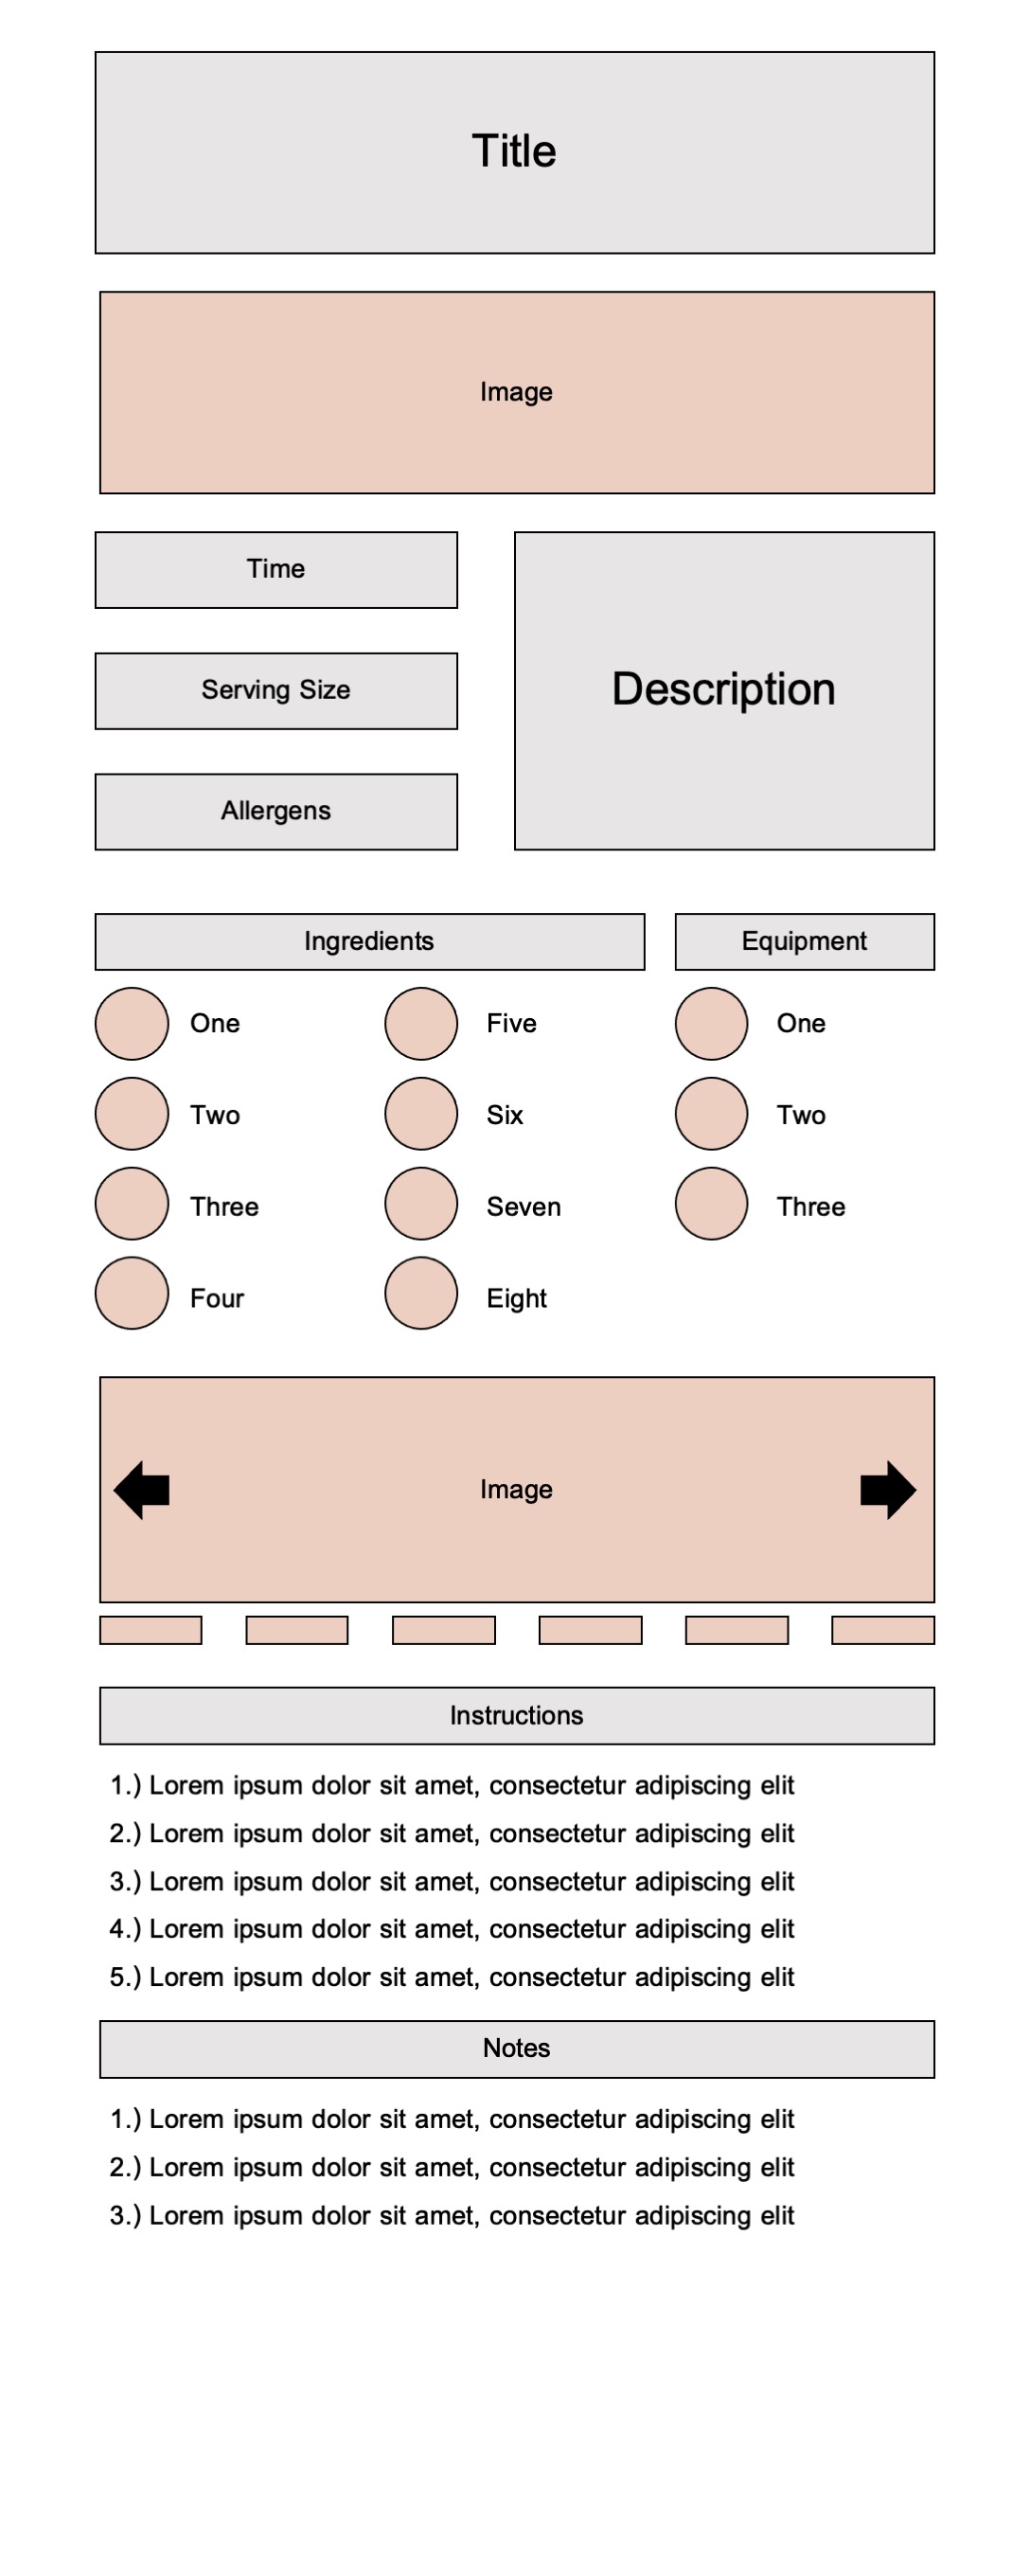 Title
Image
Time
Serving Size
Allergens
Description
Ingredients
One
Two
Three
Four
Five
Six
Seven
Eight
Equipment
One
Two
Three
Image
Instructions
1.) Lorem ipsum dolor sit amet, consectetur adipiscing elit
2.) Lorem ipsum dolor sit amet, consectetur adipiscing elit
3.) Lorem ipsum dolor sit amet, consectetur adipiscing elit
4.) Lorem ipsum dolor sit amet, consectetur adipiscing elit
5.) Lorem ipsum dolor sit amet, consectetur adipiscing elit
Notes
1.) Lorem ipsum dolor sit amet, consectetur adipiscing elit
2.) Lorem ipsum dolor sit amet, consectetur adipiscing elit
3.) Lorem ipsum dolor sit amet, consectetur adipiscing elit